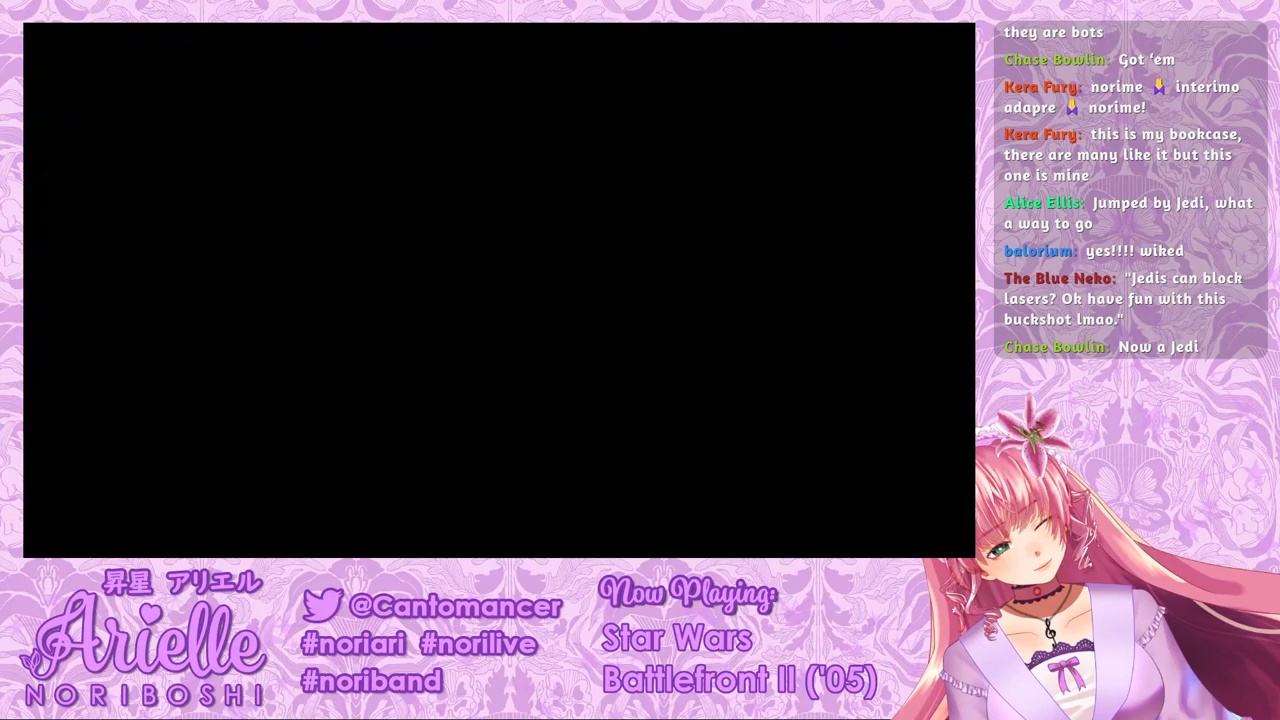 they are bots
Chase Bowlin: Got 'em
Kera Fury: norime interimo
adapre norime!
Kera Fury: this is my bookcase,
there are many like it but this
one is mine
Alice Ellis: Jumped by Jedi, what
a way to go
balorium: yes!!!! wiked
The Blue Neko: "Jedis can block
lasers? Ok have fun with this
buckshot lmao."
Chase Bowlin: Now a Jedi
昇星 アリエル
Arielle
NORIBOSHI
@Cantomancer
#noriari #norilive
#noriband
Now Playing:
Star Wars
Battlefront II ('05)